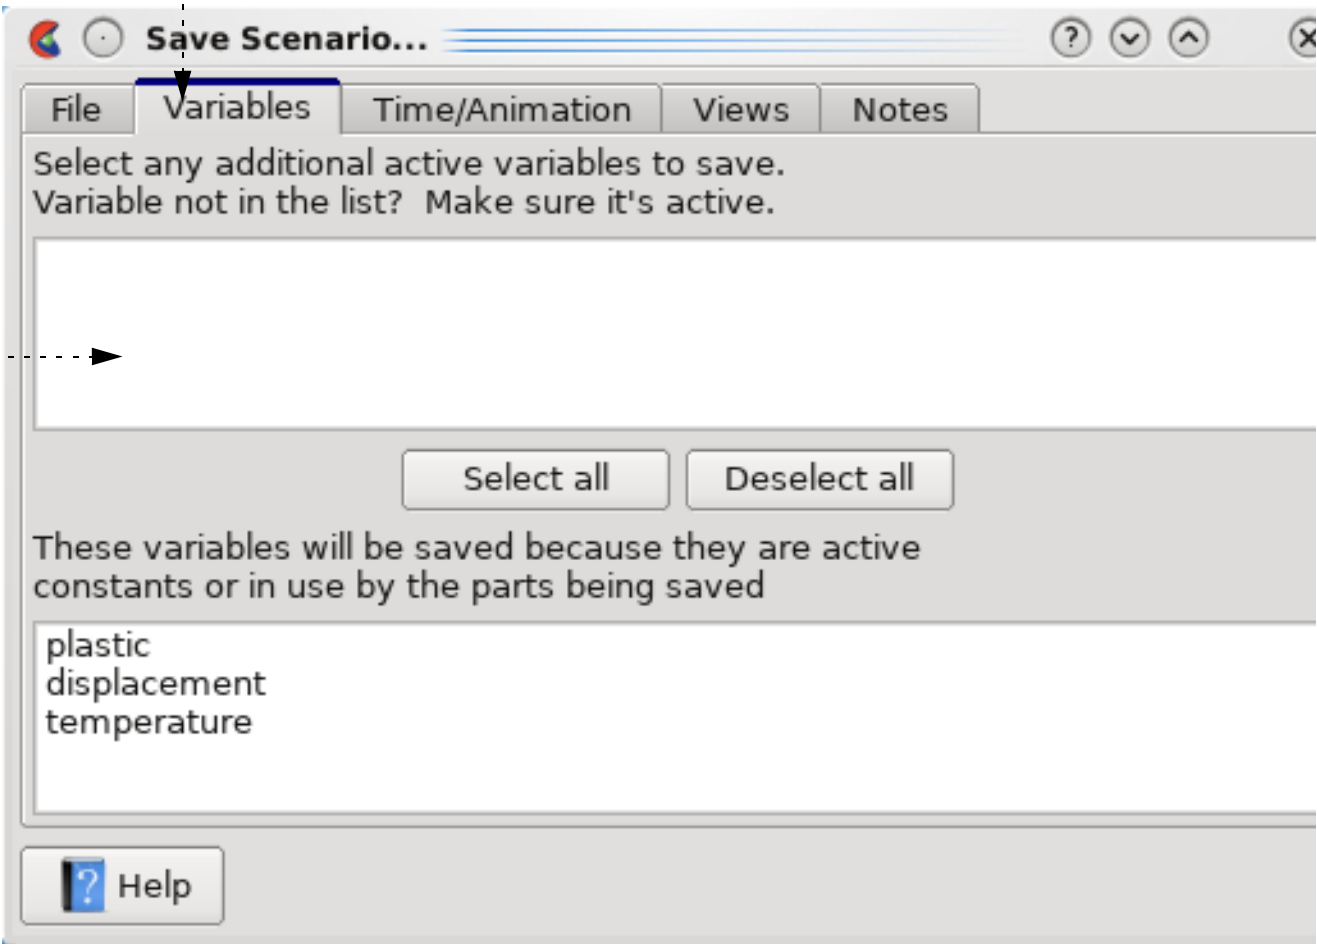 Save Scenario...
File Variables Time/Animation Views Notes
Select any additional active variables to save.
Variable not in the list?  Make sure it's active.
Select all Deselect all
These variables will be saved because they are active
constants or in use by the parts being saved
plastic
displacement
temperature
Help